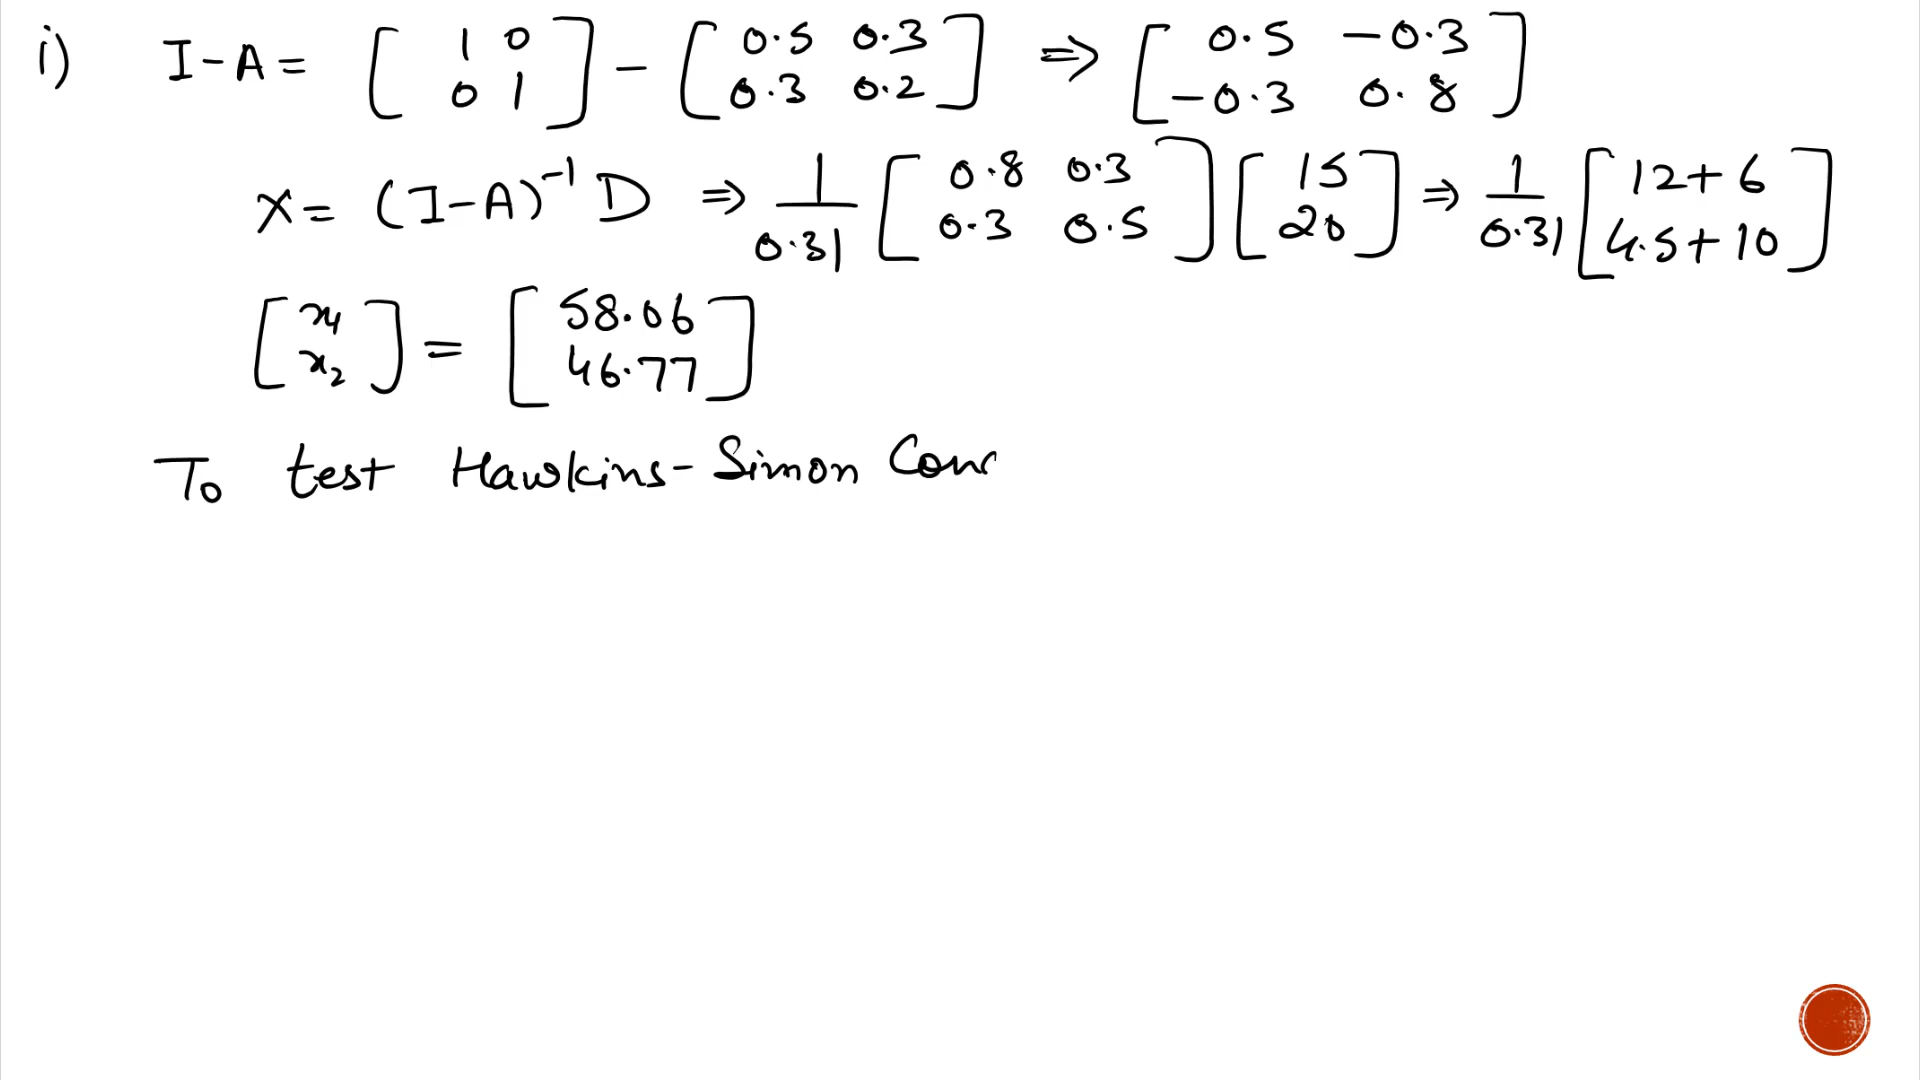 i) I-A = [ 1 0 ] - [ 0.5 0.3 ] ⇒ [ 0.5 -0.3 ]
[ 0 1 ] [ 0.3 0.2 ] [ -0.3 0.8 ]
X = (I-A)⁻¹ D ⇒ 1/0.31 [ 0.8 0.3 ] [ 15 ] ⇒ 1/0.31 [ 12+6 ]
[ 0.3 0.5 ] [ 20 ] [ 4.5+10 ]
[ x₁ ] = [ 58.06 ]
[ x₂ ] [ 46.77 ]
To test Hawkins-Simon Con